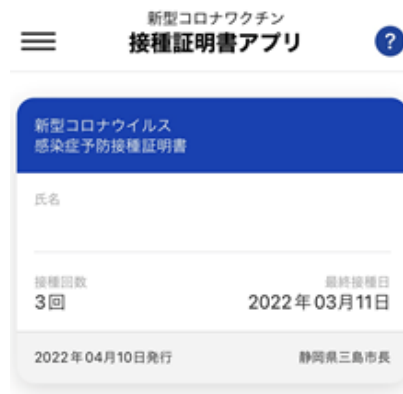 新型コロナワクチン
接種証明書アプリ
?
新型コロナウイルス
感染症予防接種証明書
氏名
接種回数
最終接種日
3回
2022年03月11日
2022年04月10日発行
静岡県三島市長